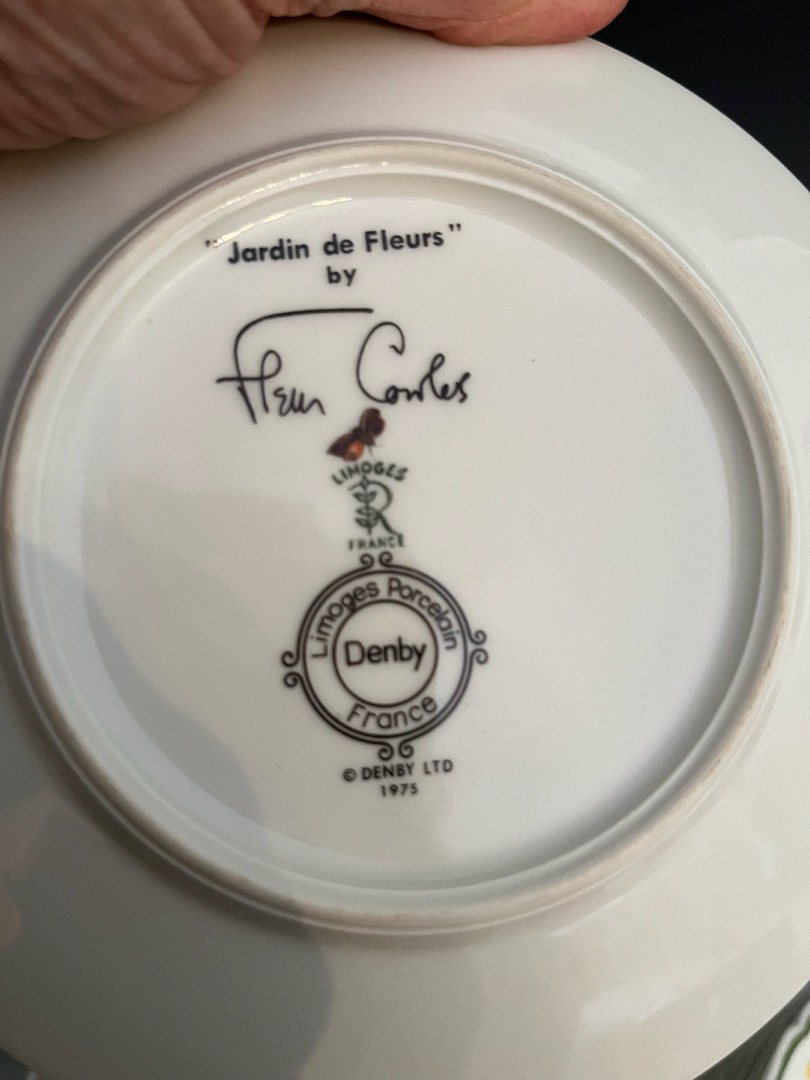 "Jardin de Fleurs"
by
Fleur Cowles
LIMOGES
R
FRANCE
Limoges Porcelain
Denby
France
© DENBY LTD
1975